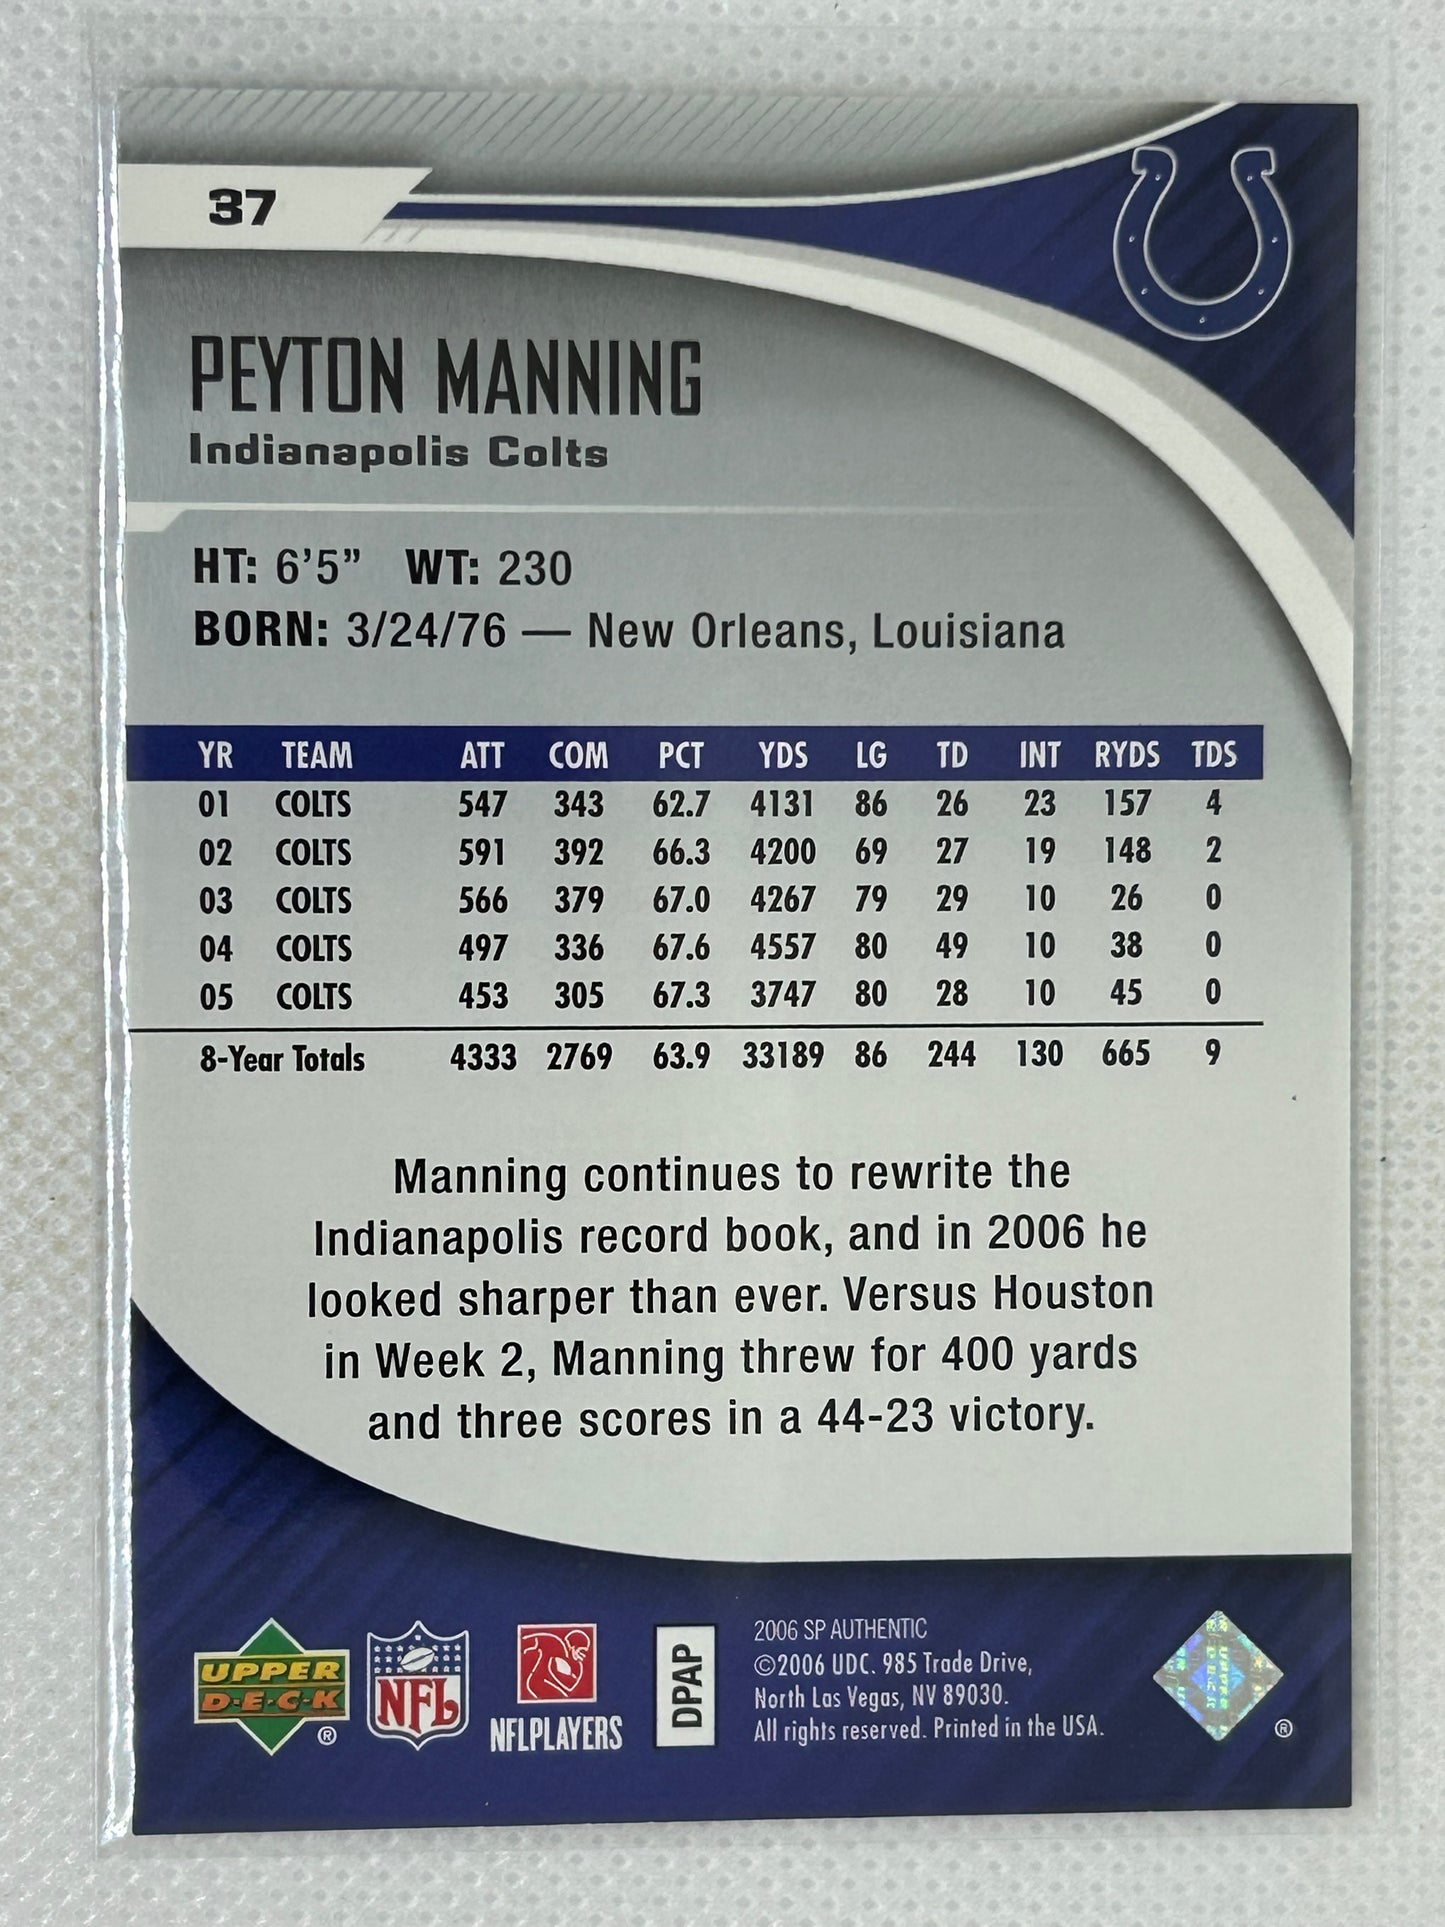 37
PEYTON MANNING
Indianapolis Colts
HT: 6'5” WT: 230
BORN: 3/24/76 — New Orleans, Louisiana
YR TEAM ATT COM PCT YDS LG TD INT RYDS TDS
01 COLTS 547 343 62.7 4131 86 26 23 157 4
02 COLTS 591 392 66.3 4200 69 27 19 148 2
03 COLTS 566 379 67.0 4267 79 29 10 26 0
04 COLTS 497 336 67.6 4557 80 49 10 38 0
05 COLTS 453 305 67.3 3747 80 28 10 45 0
8-Year Totals 4333 2769 63.9 33189 86 244 130 665 9
Manning continues to rewrite the
Indianapolis record book, and in 2006 he
looked sharper than ever. Versus Houston
in Week 2, Manning threw for 400 yards
and three scores in a 44-23 victory.
UPPER
D·E·C·K
®
NFL
NFLPLAYERS
DPAP
2006 SP AUTHENTIC
©2006 UDC. 985 Trade Drive,
North Las Vegas, NV 89030.
All rights reserved. Printed in the USA.
®